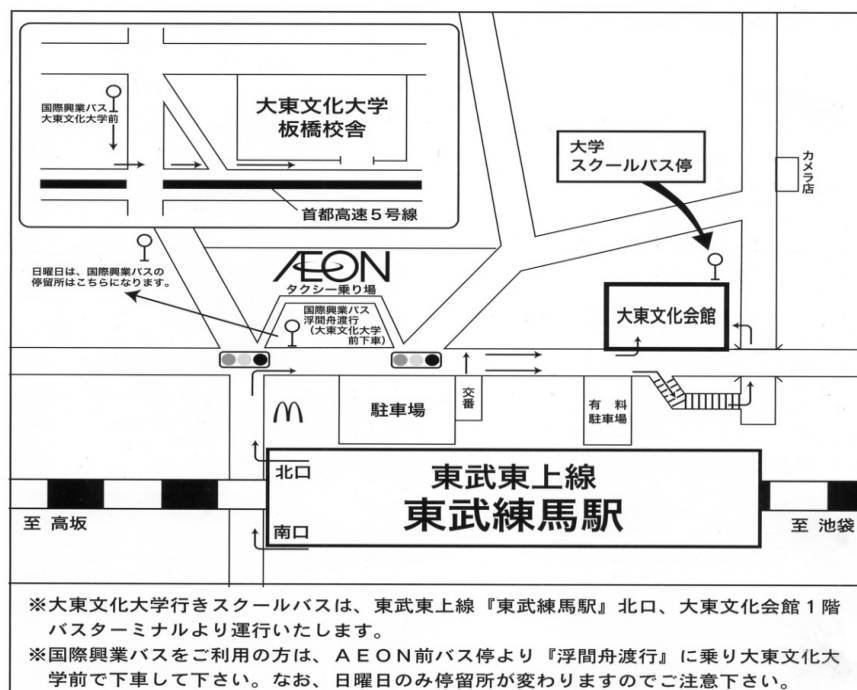 国際興業バス
大東文化大学前
大東文化大学
板橋校舎
首都高速5号線
大学
スクールバス停
カメラ店
日曜日は、国際興業バスの
停留所はこちらになります。
AEON
タクシー乗り場
国際興業バス
浮間舟渡行
（大東文化大学
前下車）
大東文化会館
駐車場
交番
有料
駐車場
北口
南口
東武東上線
東武練馬駅
至 高坂
至 池袋
※大東文化大学行きスクールバスは、東武東上線『東武練馬駅』北口、大東文化会館1階
バスターミナルより運行いたします。
※国際興業バスをご利用の方は、AEON前バス停より『浮間舟渡行』に乗り大東文化大
学前で下車して下さい。なお、日曜日のみ停留所が変わりますのでご注意下さい。